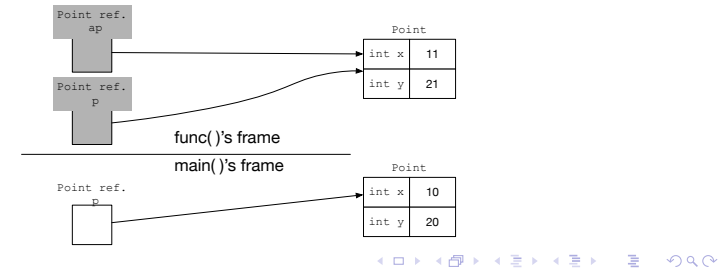 Point ref.
ap
Point
int x 11
int y 21
Point ref.
p
func( )'s frame
main( )'s frame
Point ref.
p
Point
int x 10
int y 20